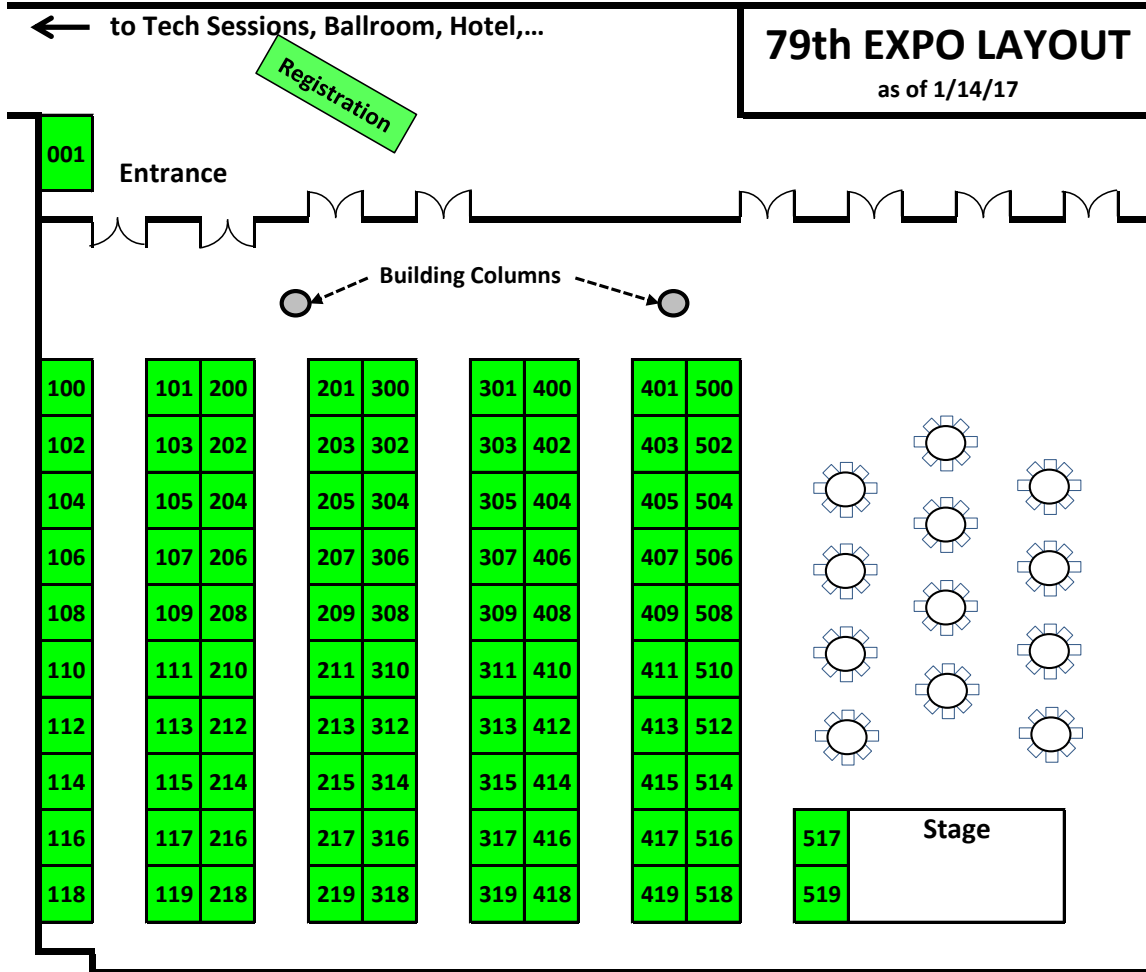 to Tech Sessions, Ballroom, Hotel,...
79th EXPO LAYOUT
as of 1/14/17
Registration
001
Entrance
Building Columns
100 101 200 201 300 301 400 401 500
102 103 202 203 302 303 402 403 502
104 105 204 205 304 305 404 405 504
106 107 206 207 306 307 406 407 506
108 109 208 209 308 309 408 409 508
110 111 210 211 310 311 410 411 510
112 113 212 213 312 313 412 413 512
114 115 214 215 314 315 414 415 514
116 117 216 217 316 317 416 417 516 517 Stage
118 119 218 219 318 319 418 419 518 519